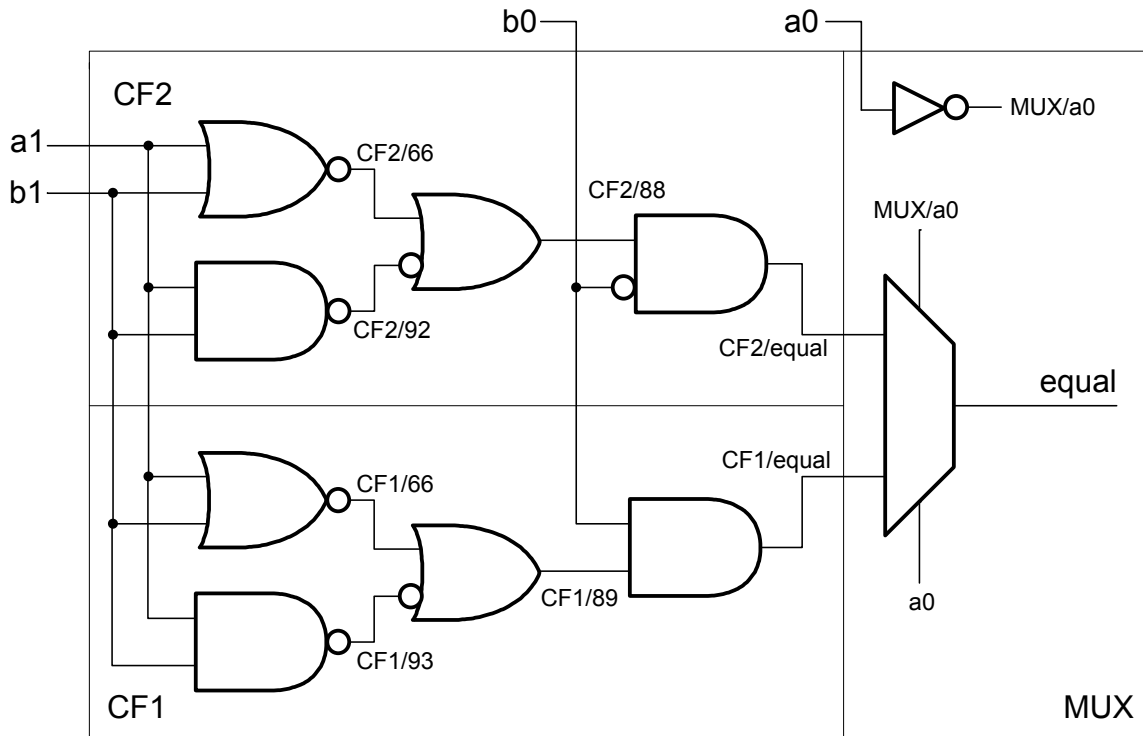 b0
a0
CF2
MUX/a0
a1
CF2/66
b1
CF2/88
MUX/a0
CF2/92
CF2/equal
equal
CF1/equal
CF1/66
CF1/89
a0
CF1/93
CF1
MUX